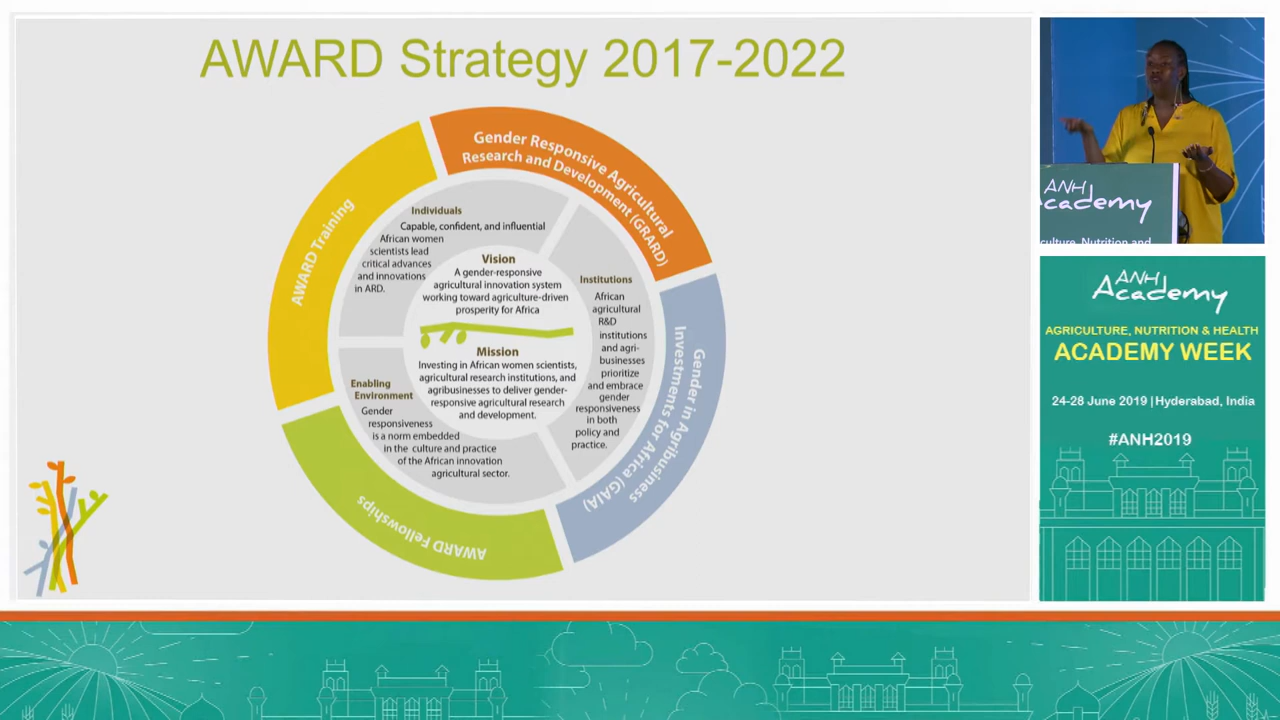 AWARD Strategy 2017-2022
Gender Responsive Agricultural
Research and Development (GRARD)
AWARD Training
Individuals
Capable, confident, and influential
African women
scientists lead
critical advances
and innovations
in ARD.
Vision
A gender-responsive
agricultural innovation system
working toward agriculture-driven
prosperity for Africa
Institutions
African
agricultural
R&D
institutions
and agri-
businesses
prioritize
and embrace
gender
responsiveness
in both
policy and
practice.
Gender in Agribusiness
Investments for Africa (GAIA)
Mission
Investing in African women scientists,
agricultural research institutions, and
agribusinesses to deliver gender-
responsive agricultural research
and development.
Enabling
Environment
Gender
responsiveness
is a norm embedded
in the culture and practice
of the African innovation
agricultural sector.
AWARD Fellowships
ANH
cademy
culture, Nutrition and
ANH
Academy
AGRICULTURE, NUTRITION & HEALTH
ACADEMY WEEK
24-28 June 2019 | Hyderabad, India
#ANH2019